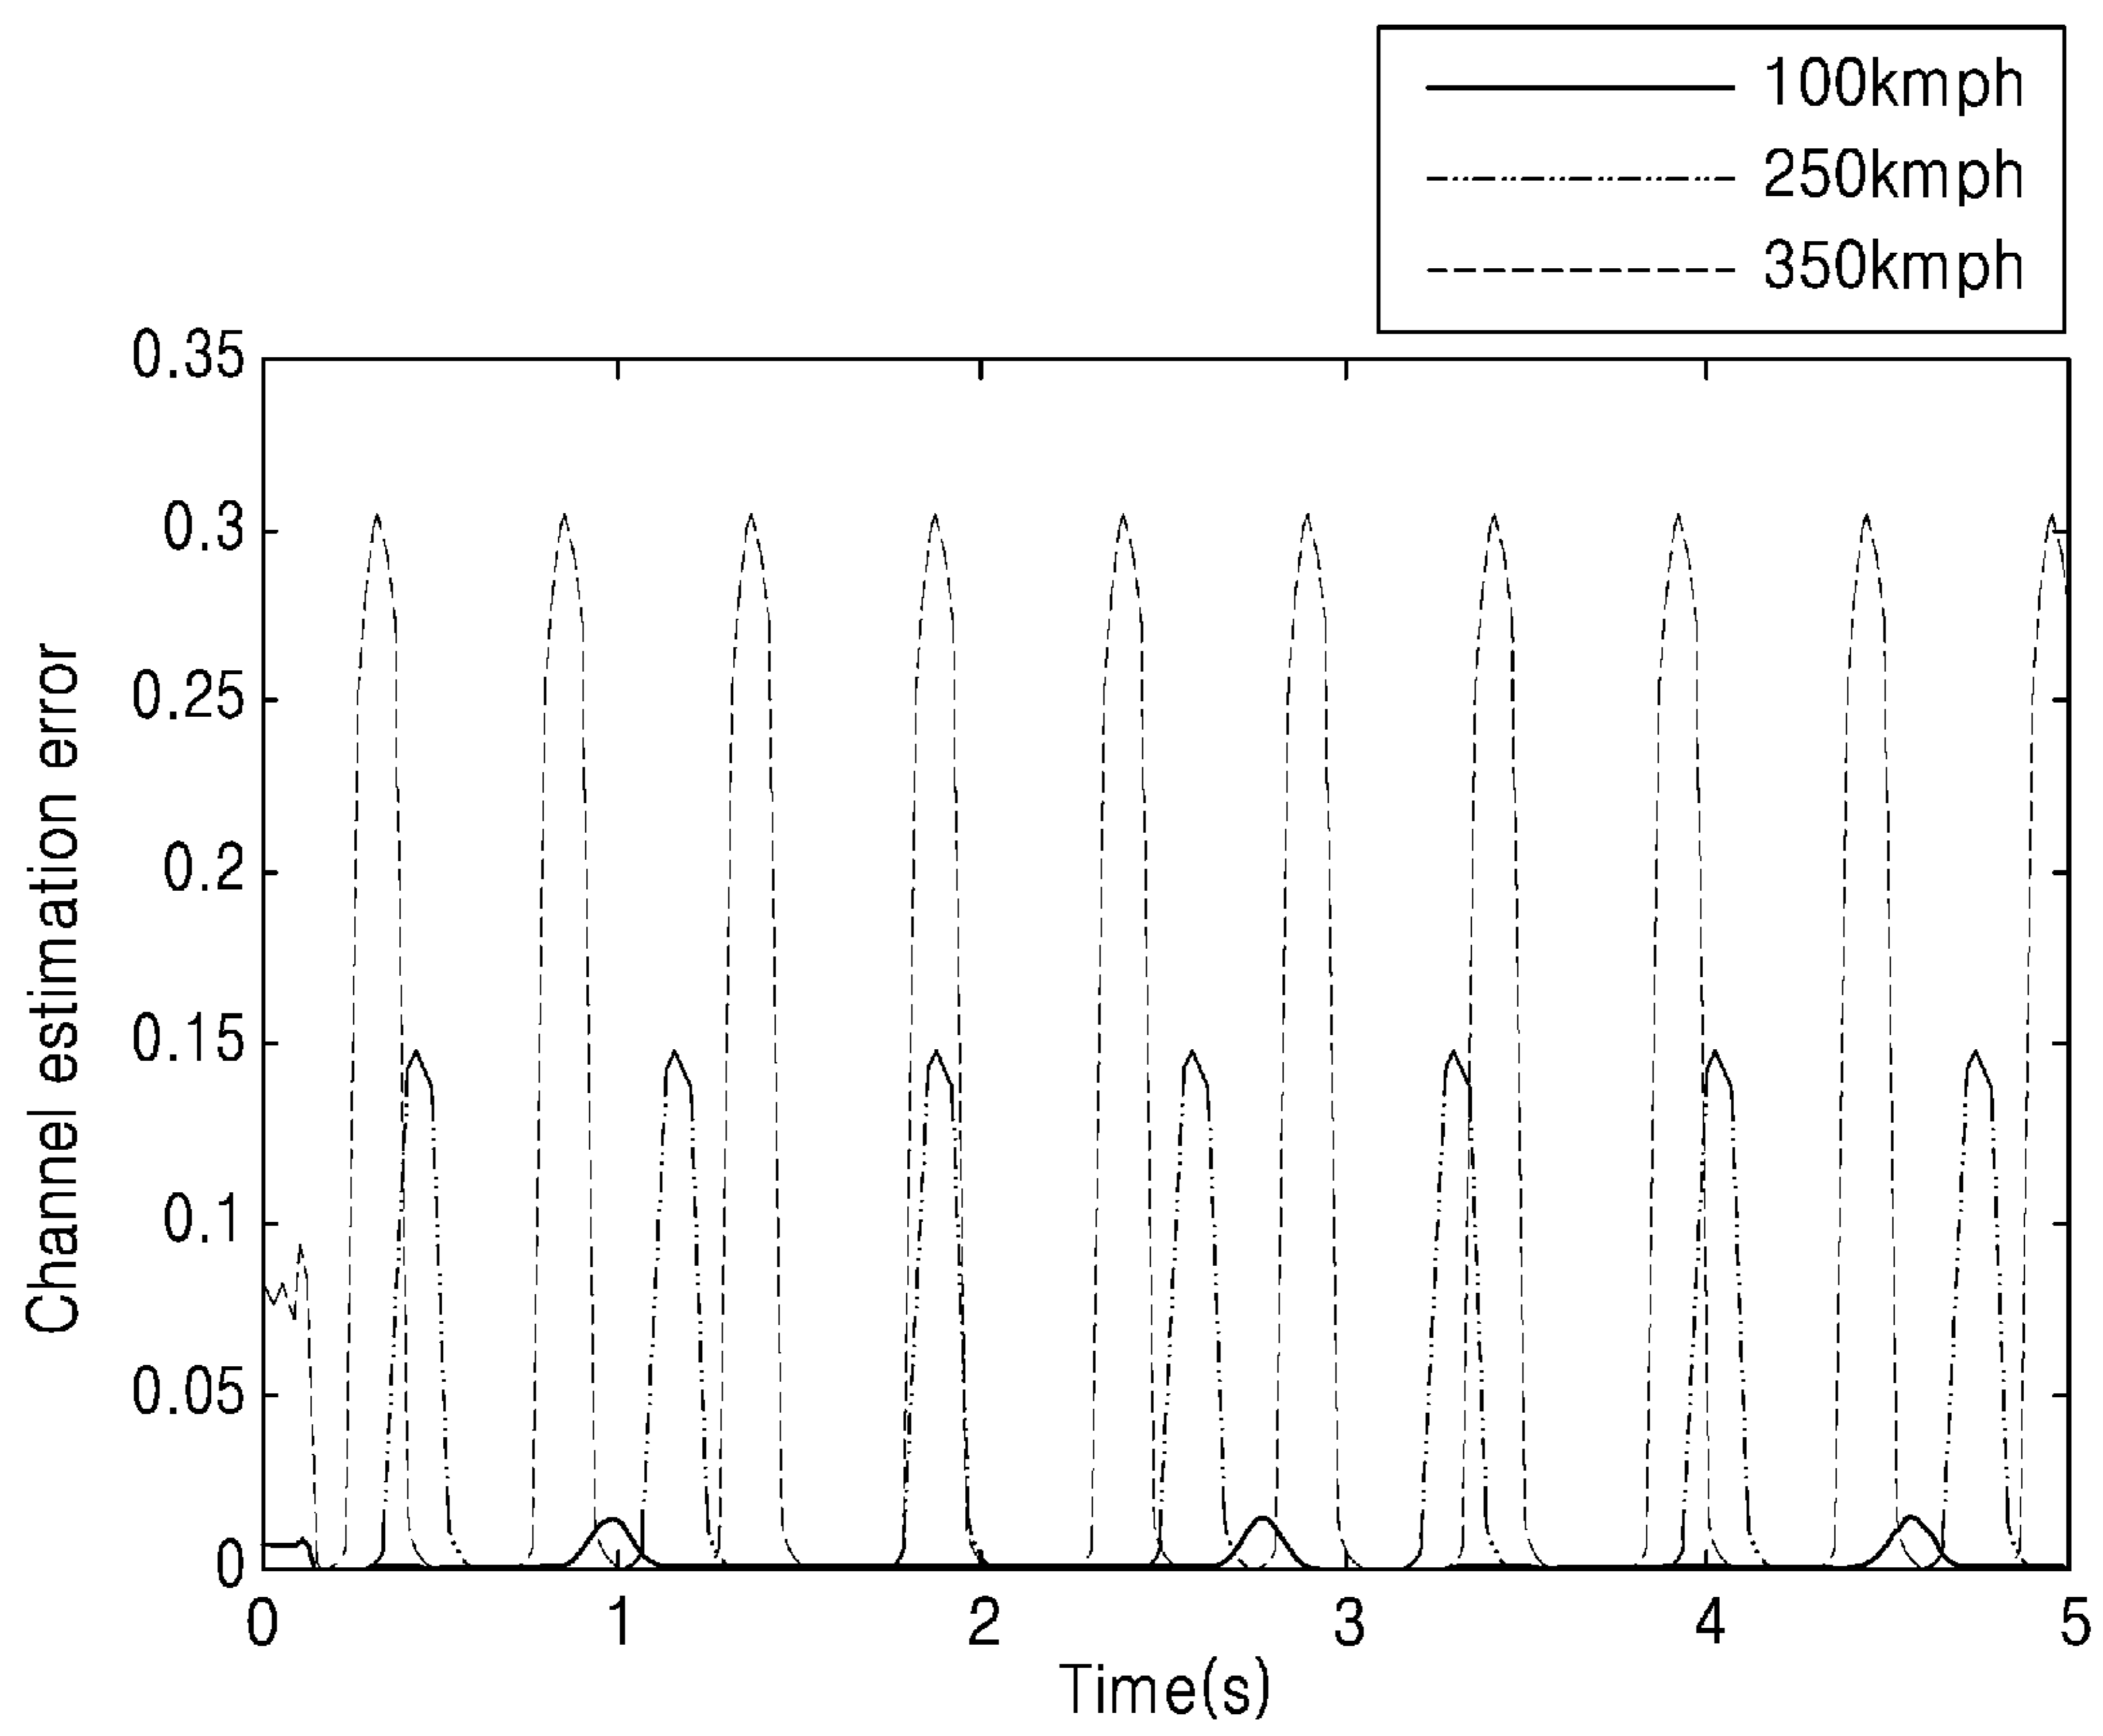 100kmph
250kmph
350kmph
0.35
0.3
0.25
0.2
0.15
0.1
0.05
0
Channel estimation error
0 1 2 3 4 5
Time(s)